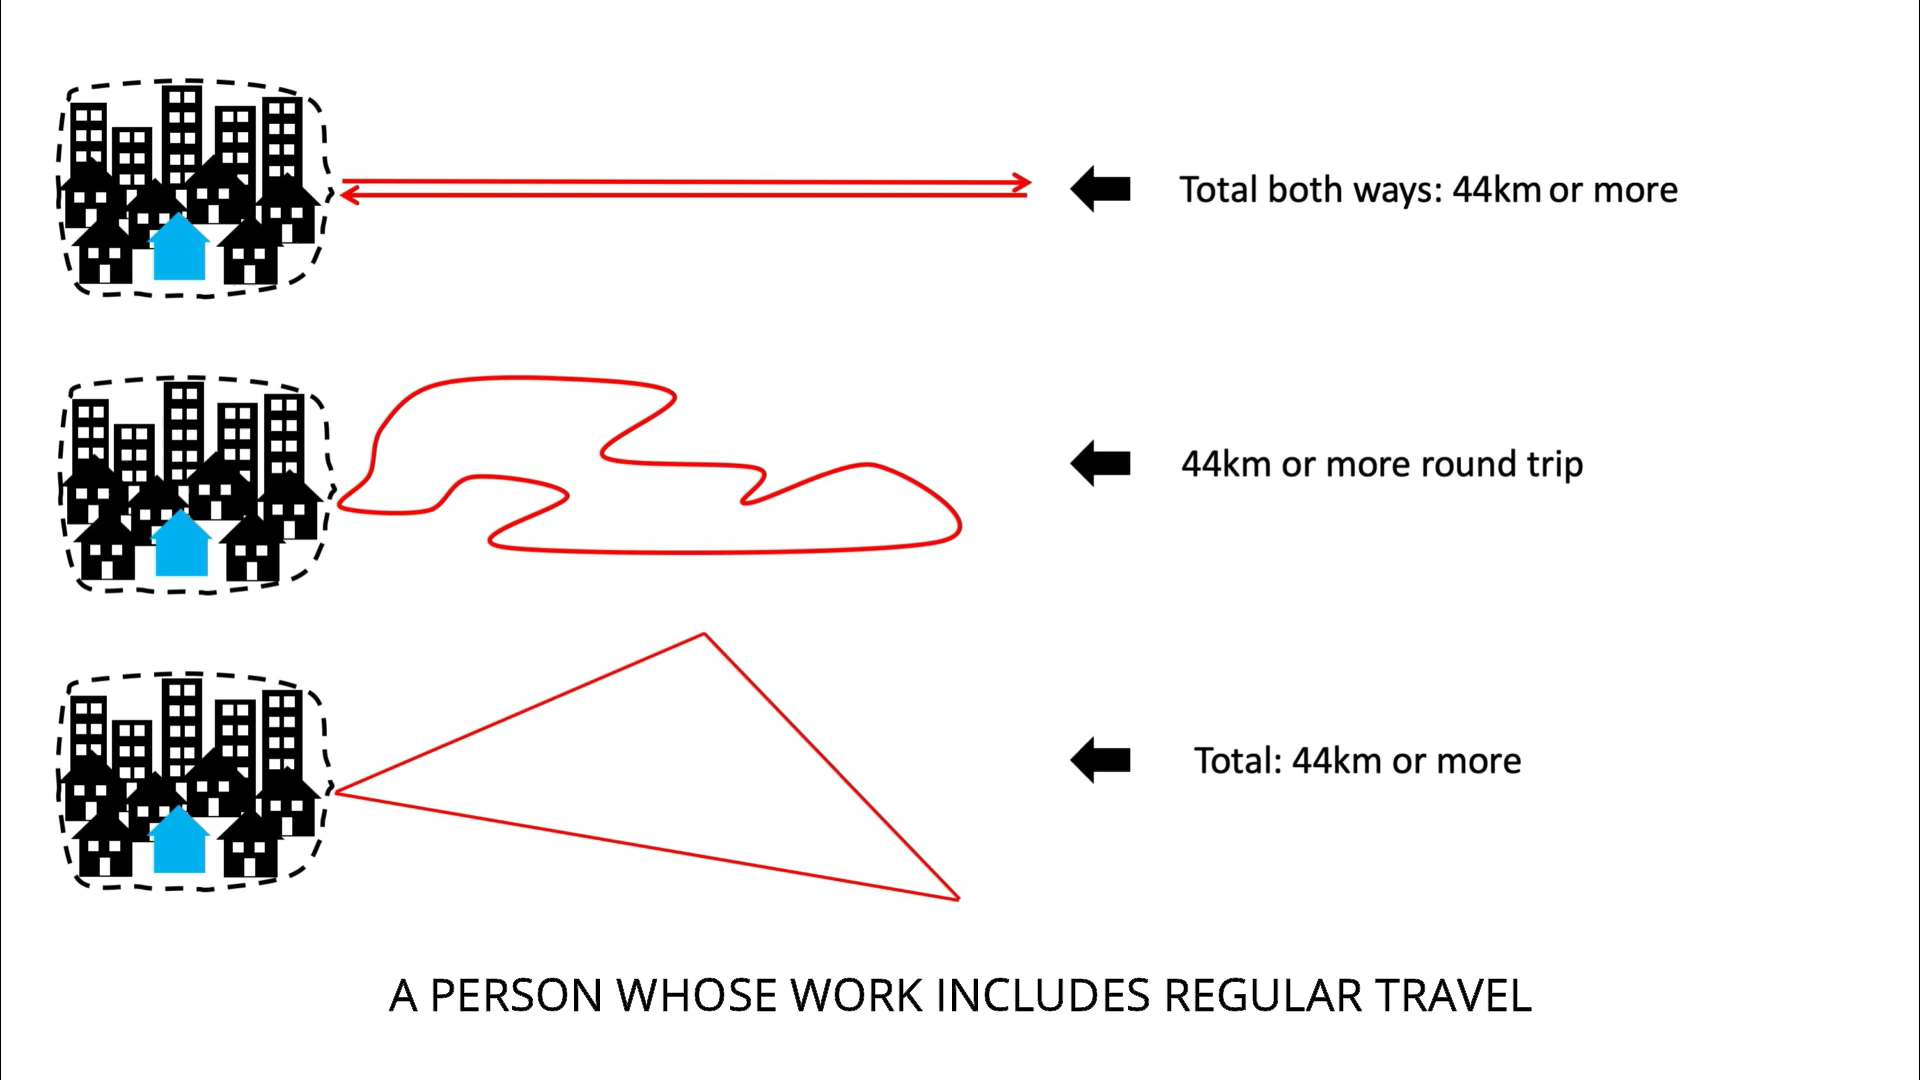 Total both ways: 44km or more
44km or more round trip
Total: 44km or more
A PERSON WHOSE WORK INCLUDES REGULAR TRAVEL